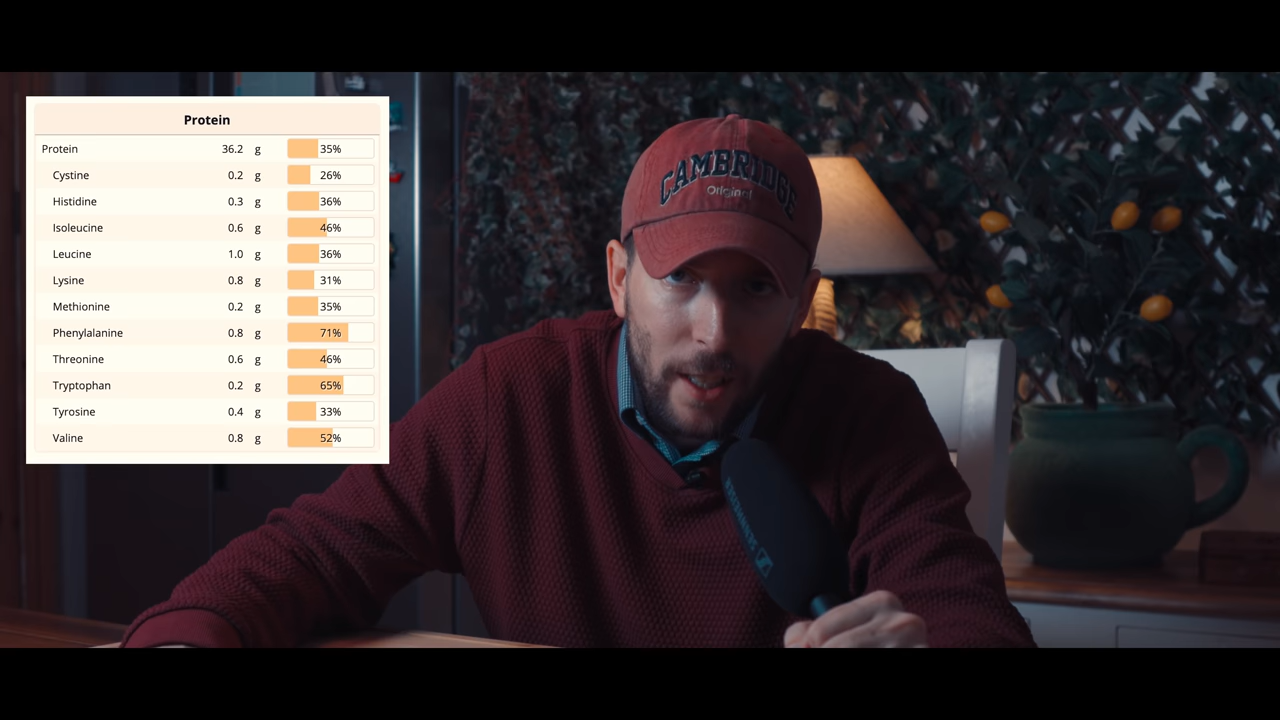 Protein
Protein 36.2 g 35%
Cystine 0.2 g 26%
Histidine 0.3 g 36%
Isoleucine 0.6 g 46%
Leucine 1.0 g 36%
Lysine 0.8 g 31%
Methionine 0.2 g 35%
Phenylalanine 0.8 g 71%
Threonine 0.6 g 46%
Tryptophan 0.2 g 65%
Tyrosine 0.4 g 33%
Valine 0.8 g 52%
CAMBRIDGE
Original
SENNHEISER